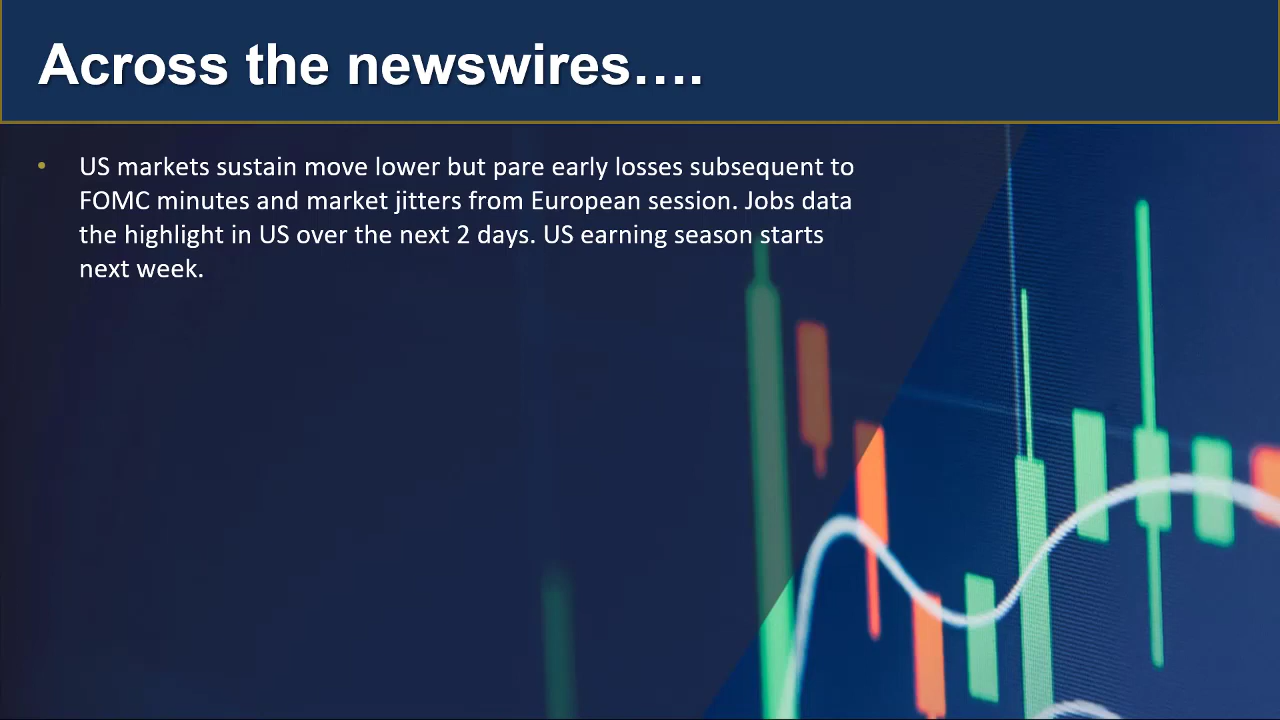 Across the newswires....
• US markets sustain move lower but pare early losses subsequent to
FOMC minutes and market jitters from European session. Jobs data
the highlight in US over the next 2 days. US earning season starts
next week.